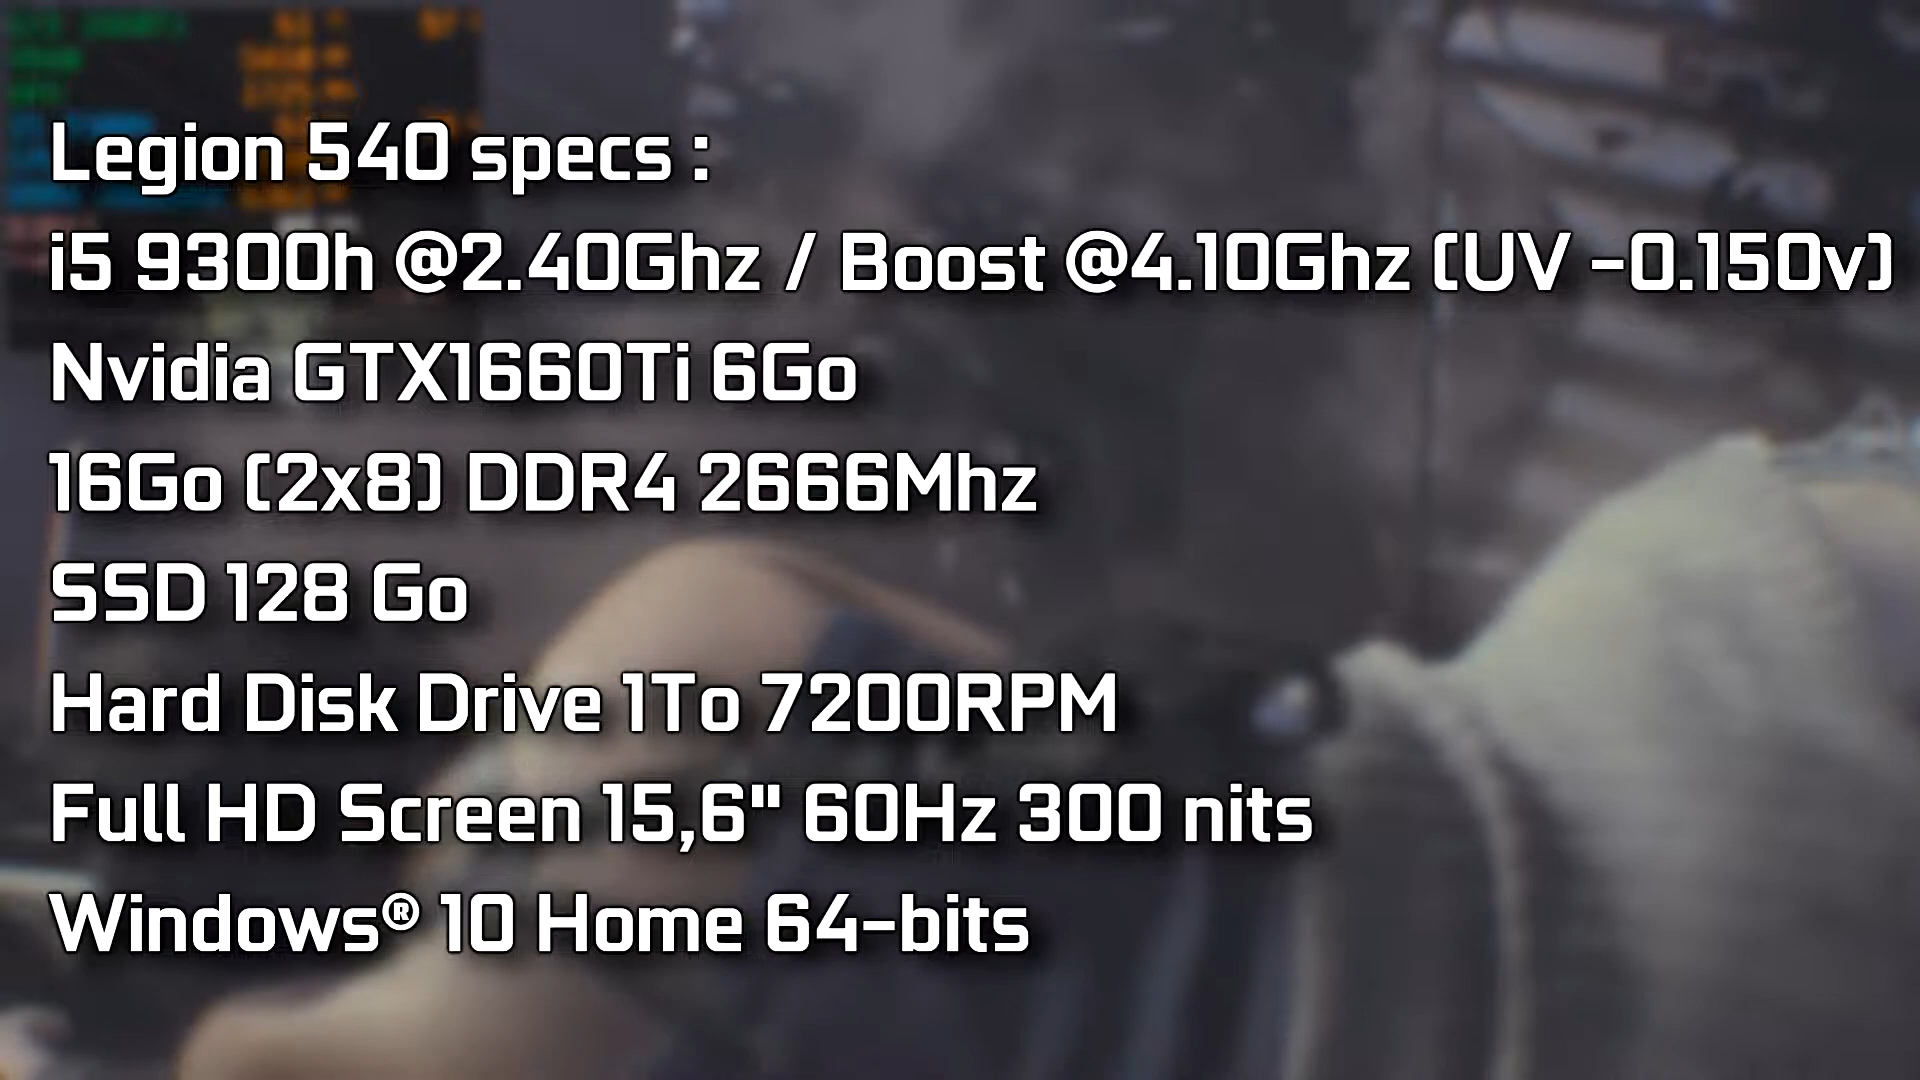 Legion 540 specs :
i5 9300h @2.40Ghz / Boost @4.10Ghz (UV -0.150v)
Nvidia GTX1660Ti 6Go
16Go (2x8) DDR4 2666Mhz
SSD 128 Go
Hard Disk Drive 1To 7200RPM
Full HD Screen 15,6" 60Hz 300 nits
Windows® 10 Home 64-bits